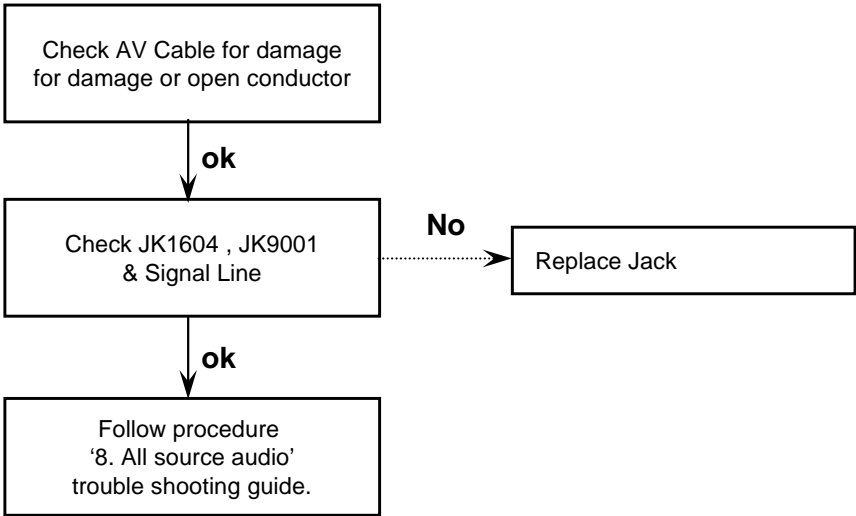 Check AV Cable for damage
for damage or open conductor
ok
Check JK1604 , JK9001
& Signal Line
No
Replace Jack
ok
Follow procedure
‘8. All source audio’
trouble shooting guide.